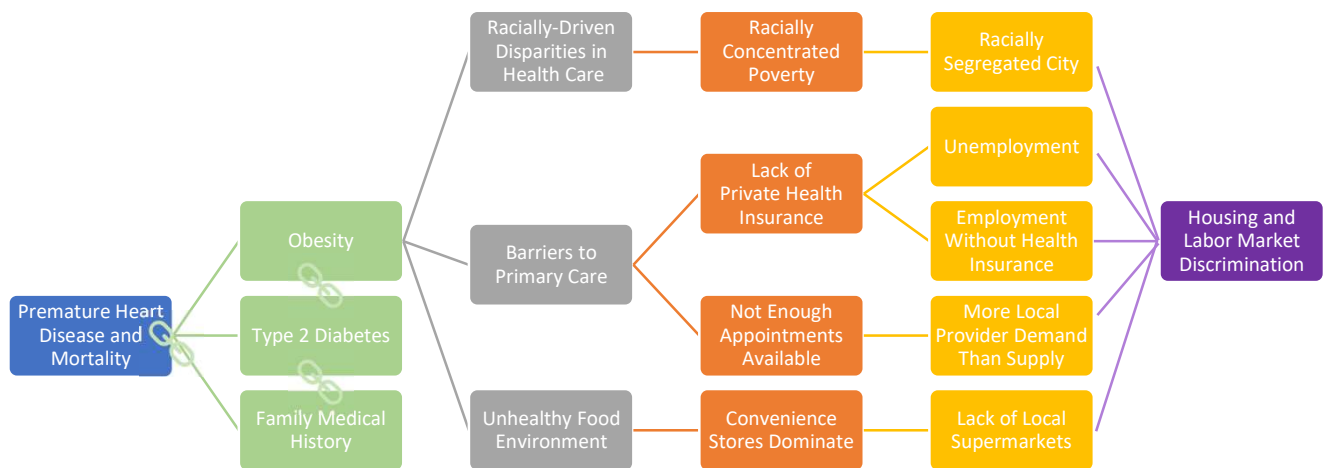 Premature Heart
Disease and
Mortality
Obesity
Type 2 Diabetes
Family Medical
History
Racially-Driven
Disparities in
Health Care
Barriers to
Primary Care
Unhealthy Food
Environment
Racially
Concentrated
Poverty
Lack of
Private Health
Insurance
Not Enough
Appointments
Available
Convenience
Stores Dominate
Racially
Segregated City
Unemployment
Employment
Without Health
Insurance
More Local
Provider Demand
Than Supply
Lack of Local
Supermarkets
Housing and
Labor Market
Discrimination